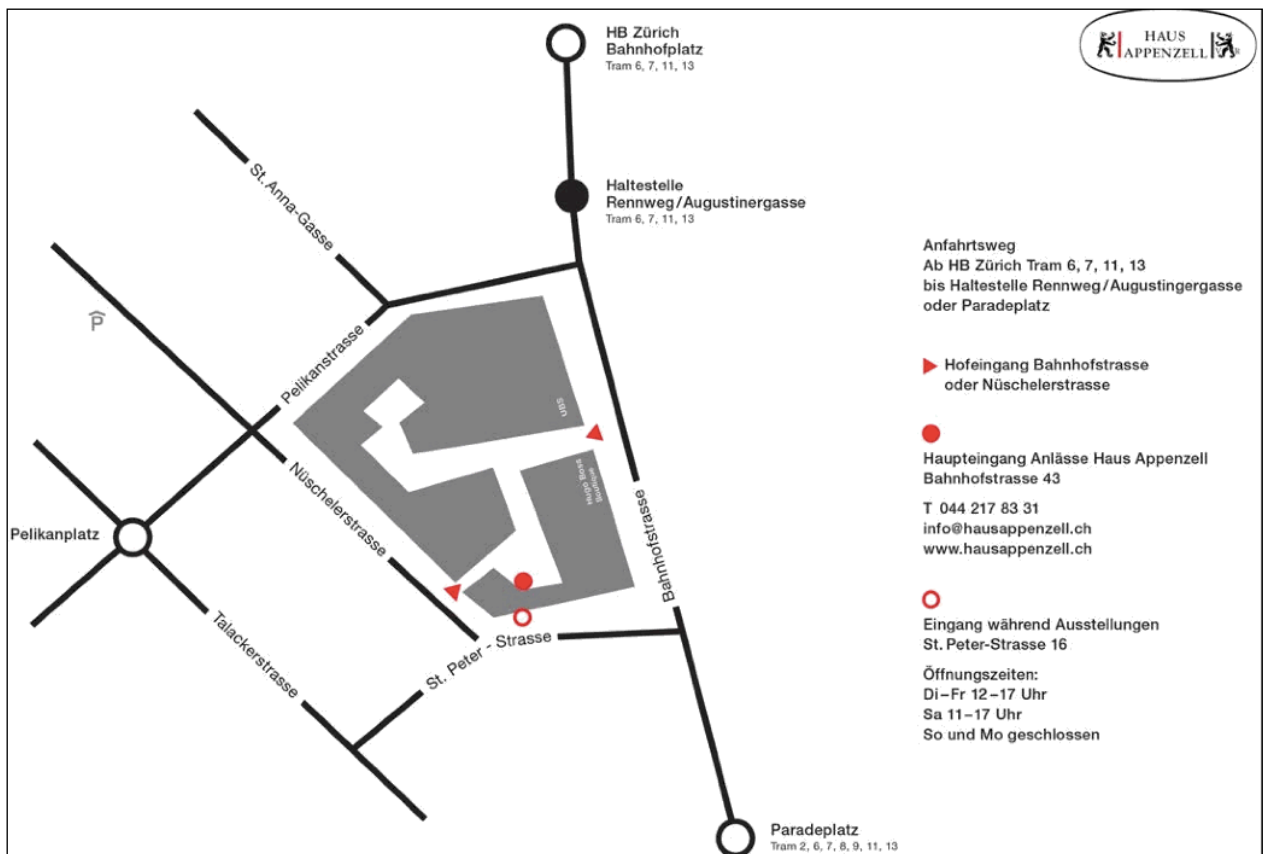 HB Zürich
Bahnhofplatz
Tram 6, 7, 11, 13
HAUS
APPENZELL
St. Anna-Gasse
Haltestelle
Rennweg/Augustinergasse
Tram 6, 7, 11, 13
P
Pelikanstrasse
UBS
Hugo Boss
Boutique
Nüschelerstrasse
Bahnhofstrasse
Pelikanplatz
Talackerstrasse
St. Peter - Strasse
Paradeplatz
Tram 2, 6, 7, 8, 9, 11, 13
Anfahrtsweg
Ab HB Zürich Tram 6, 7, 11, 13
bis Haltestelle Rennweg/Augustingergasse
oder Paradeplatz
Hofeingang Bahnhofstrasse
oder Nüschelerstrasse
Haupteingang Anlässe Haus Appenzell
Bahnhofstrasse 43
T 044 217 83 31
info@hausappenzell.ch
www.hausappenzell.ch
Eingang während Ausstellungen
St. Peter-Strasse 16
Öffnungszeiten:
Di–Fr 12–17 Uhr
Sa 11–17 Uhr
So und Mo geschlossen